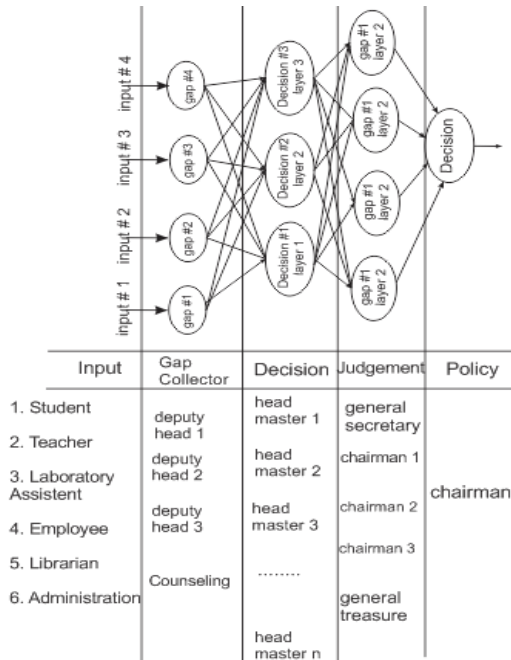 input # 4
input # 3
input # 2
input # 1
gap #4
gap #3
gap #2
gap #1
Decision #3
layer 3
Decision #2
layer 2
Decision #1
layer 1
gap #1
layer 2
gap #1
layer 2
gap #1
layer 2
gap #1
layer 2
Decision
Input
Gap
Collector
Decision
Judgement
Policy
1. Student
2. Teacher
3. Laboratory
Assistent
4. Employee
5. Librarian
6. Administration
deputy
head 1
deputy
head 2
deputy
head 3
Counseling
head
master 1
head
master 2
head
master 3
........
head
master n
general
secretary
chairman 1
chairman 2
chairman 3
general
treasure
chairman